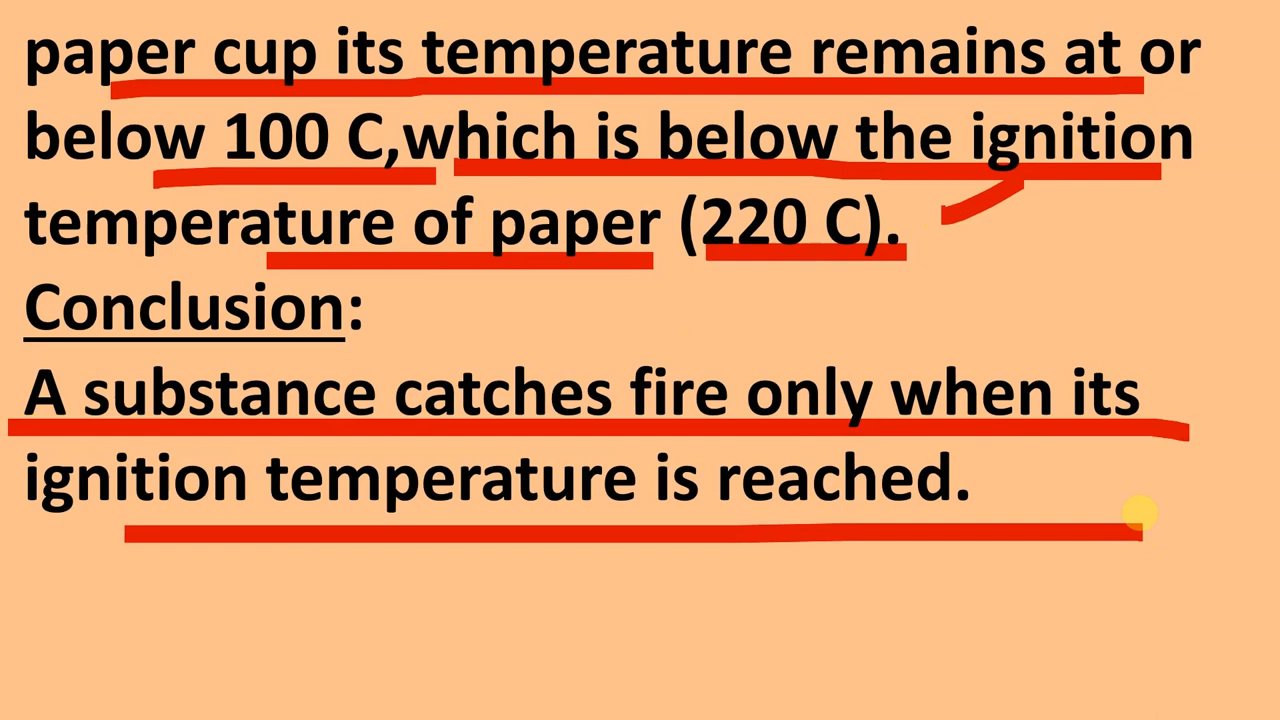 paper cup its temperature remains at or
below 100 C,which is below the ignition
temperature of paper (220 C).
Conclusion:
A substance catches fire only when its
ignition temperature is reached.